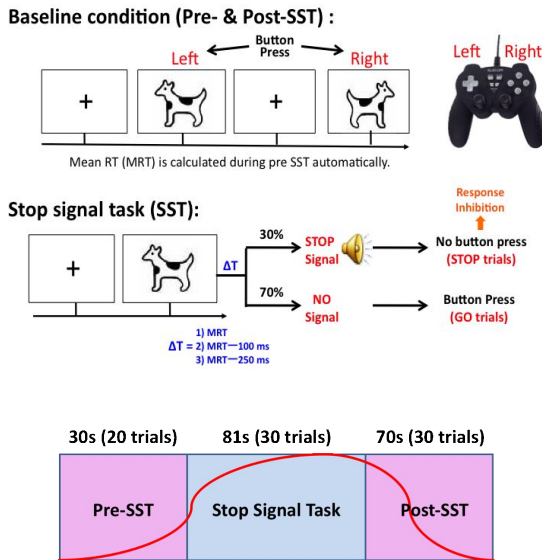 Baseline condition (Pre- & Post-SST) :
Button
Press
Left
Right
Left Right
+
+
Mean RT (MRT) is calculated during pre SST automatically.
Response
Inhibition
Stop signal task (SST):
30%
STOP
Signal
No button press
(STOP trials)
+
ΔT
70%
NO
Signal
Button Press
(GO trials)
1) MRT
ΔT = 2) MRT—100 ms
3) MRT—250 ms
30s (20 trials) 81s (30 trials) 70s (30 trials)
Pre-SST Stop Signal Task Post-SST